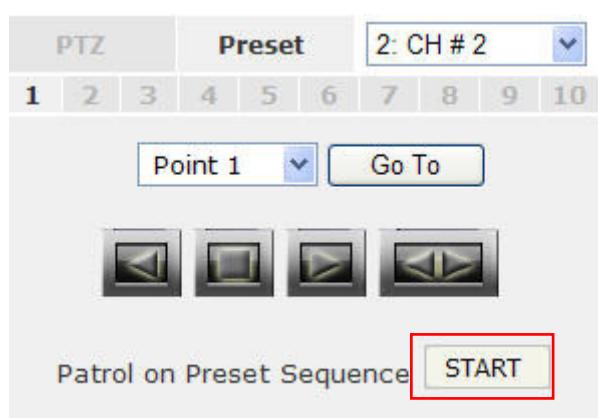 PTZ Preset 2: CH # 2
1 2 3 4 5 6 7 8 9 10
Point 1 Go To
Patrol on Preset Sequence START